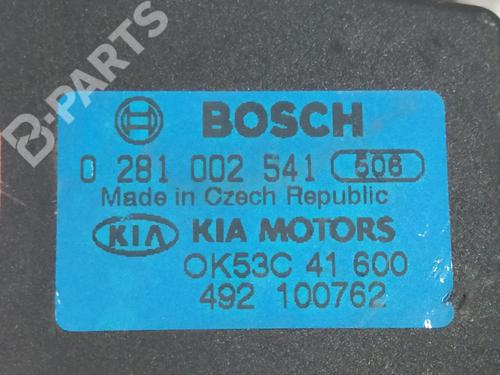 B-PARTS
BOSCH
0 281 002 541 506
Made in Czech Republic
KIA KIA MOTORS
OK53C 41 600
492 100762